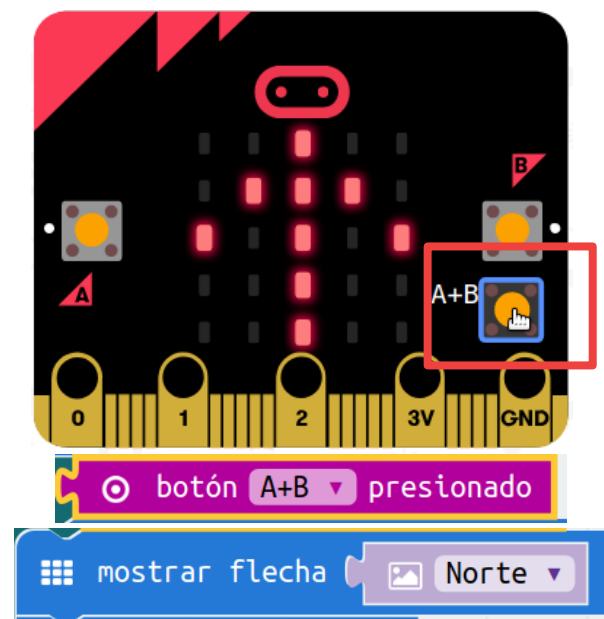 B
A
A+B
0 1 2 3V GND
botón A+B presionado
mostrar flecha Norte